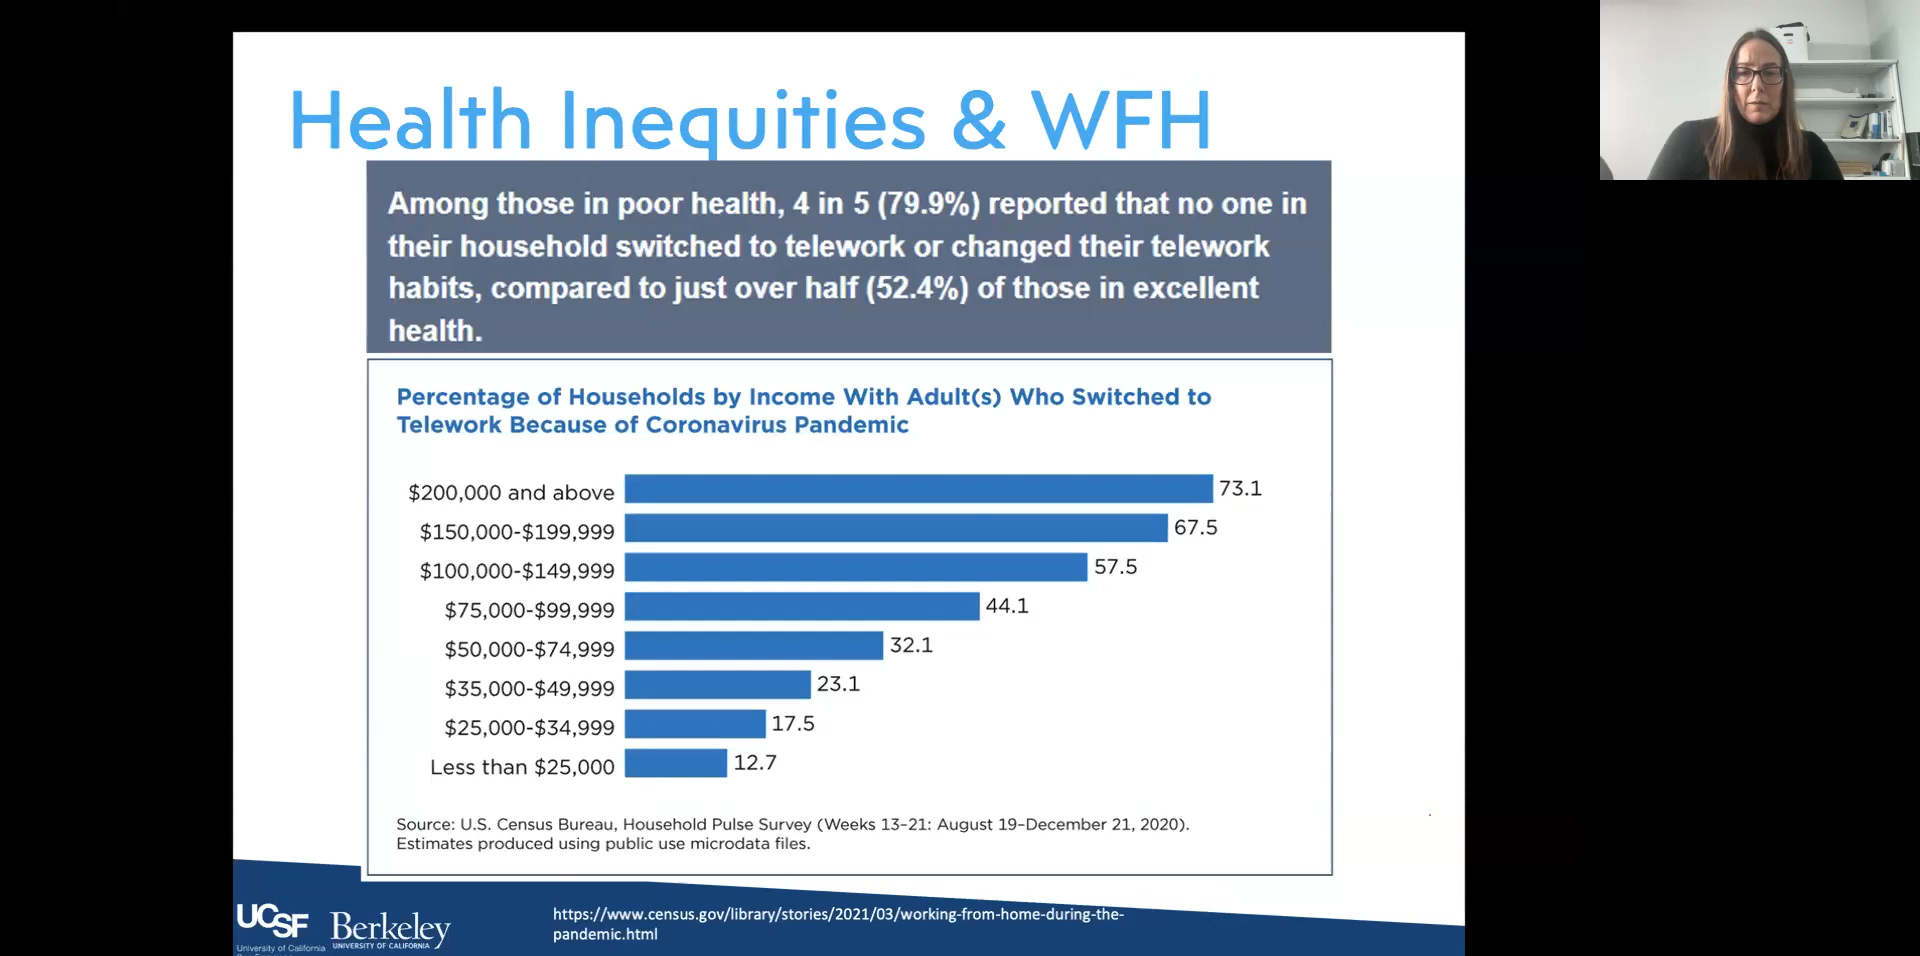 Health Inequities & WFH
Among those in poor health, 4 in 5 (79.9%) reported that no one in
their household switched to telework or changed their telework
habits, compared to just over half (52.4%) of those in excellent
health.
Percentage of Households by Income With Adult(s) Who Switched to
Telework Because of Coronavirus Pandemic
$200,000 and above 73.1
$150,000-$199,999 67.5
$100,000-$149,999 57.5
$75,000-$99,999 44.1
$50,000-$74,999 32.1
$35,000-$49,999 23.1
$25,000-$34,999 17.5
Less than $25,000 12.7
Source: U.S. Census Bureau, Household Pulse Survey (Weeks 13–21: August 19–December 21, 2020).
Estimates produced using public use microdata files.
UCSF
University of California
Berkeley
UNIVERSITY OF CALIFORNIA
https://www.census.gov/library/stories/2021/03/working-from-home-during-the-
pandemic.html